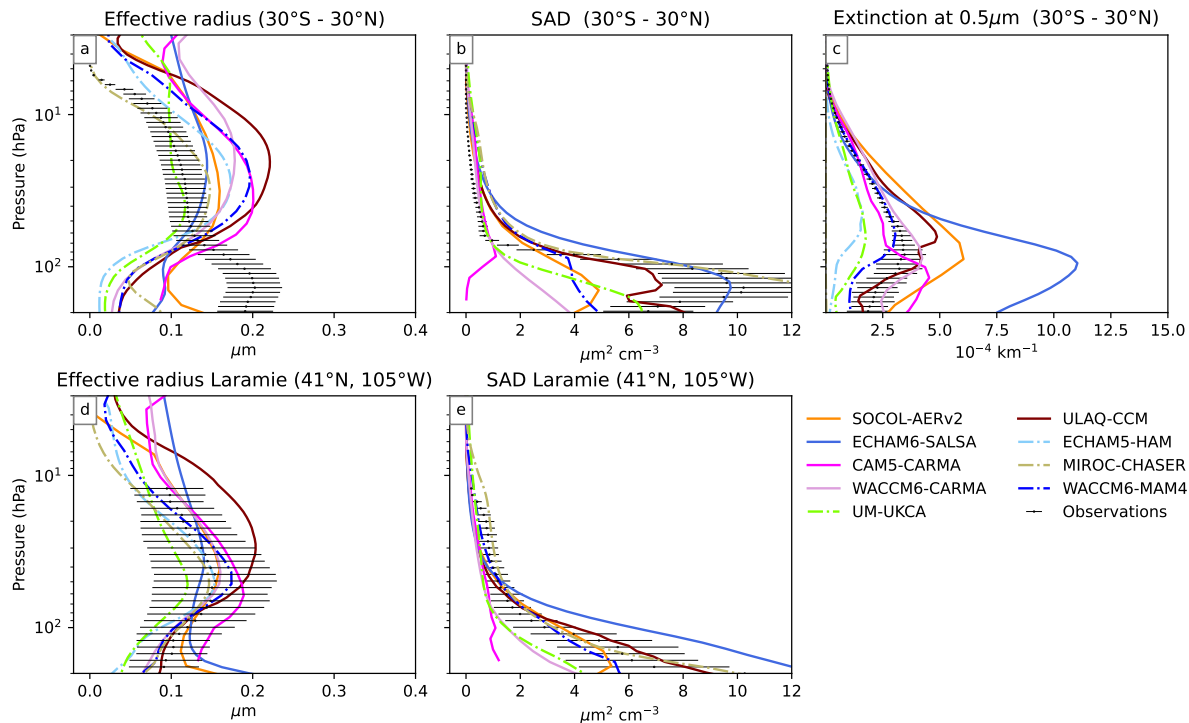 Effective radius (30°S - 30°N)
SAD (30°S - 30°N)
Extinction at 0.5μm (30°S - 30°N)
a
b
c
Pressure (hPa)
10¹
10²
0.0 0.1 0.2 0.3 0.4
μm
0 2 4 6 8 10 12
μm² cm⁻³
2.5 5.0 7.5 10.0 12.5 15.0
10⁻⁴ km⁻¹
Effective radius Laramie (41°N, 105°W)
SAD Laramie (41°N, 105°W)
d
e
Pressure (hPa)
10¹
10²
0.0 0.1 0.2 0.3 0.4
μm
0 2 4 6 8 10 12
μm² cm⁻³
SOCOL-AERv2
ECHAM6-SALSA
CAM5-CARMA
WACCM6-CARMA
UM-UKCA
ULAQ-CCM
ECHAM5-HAM
MIROC-CHASER
WACCM6-MAM4
Observations